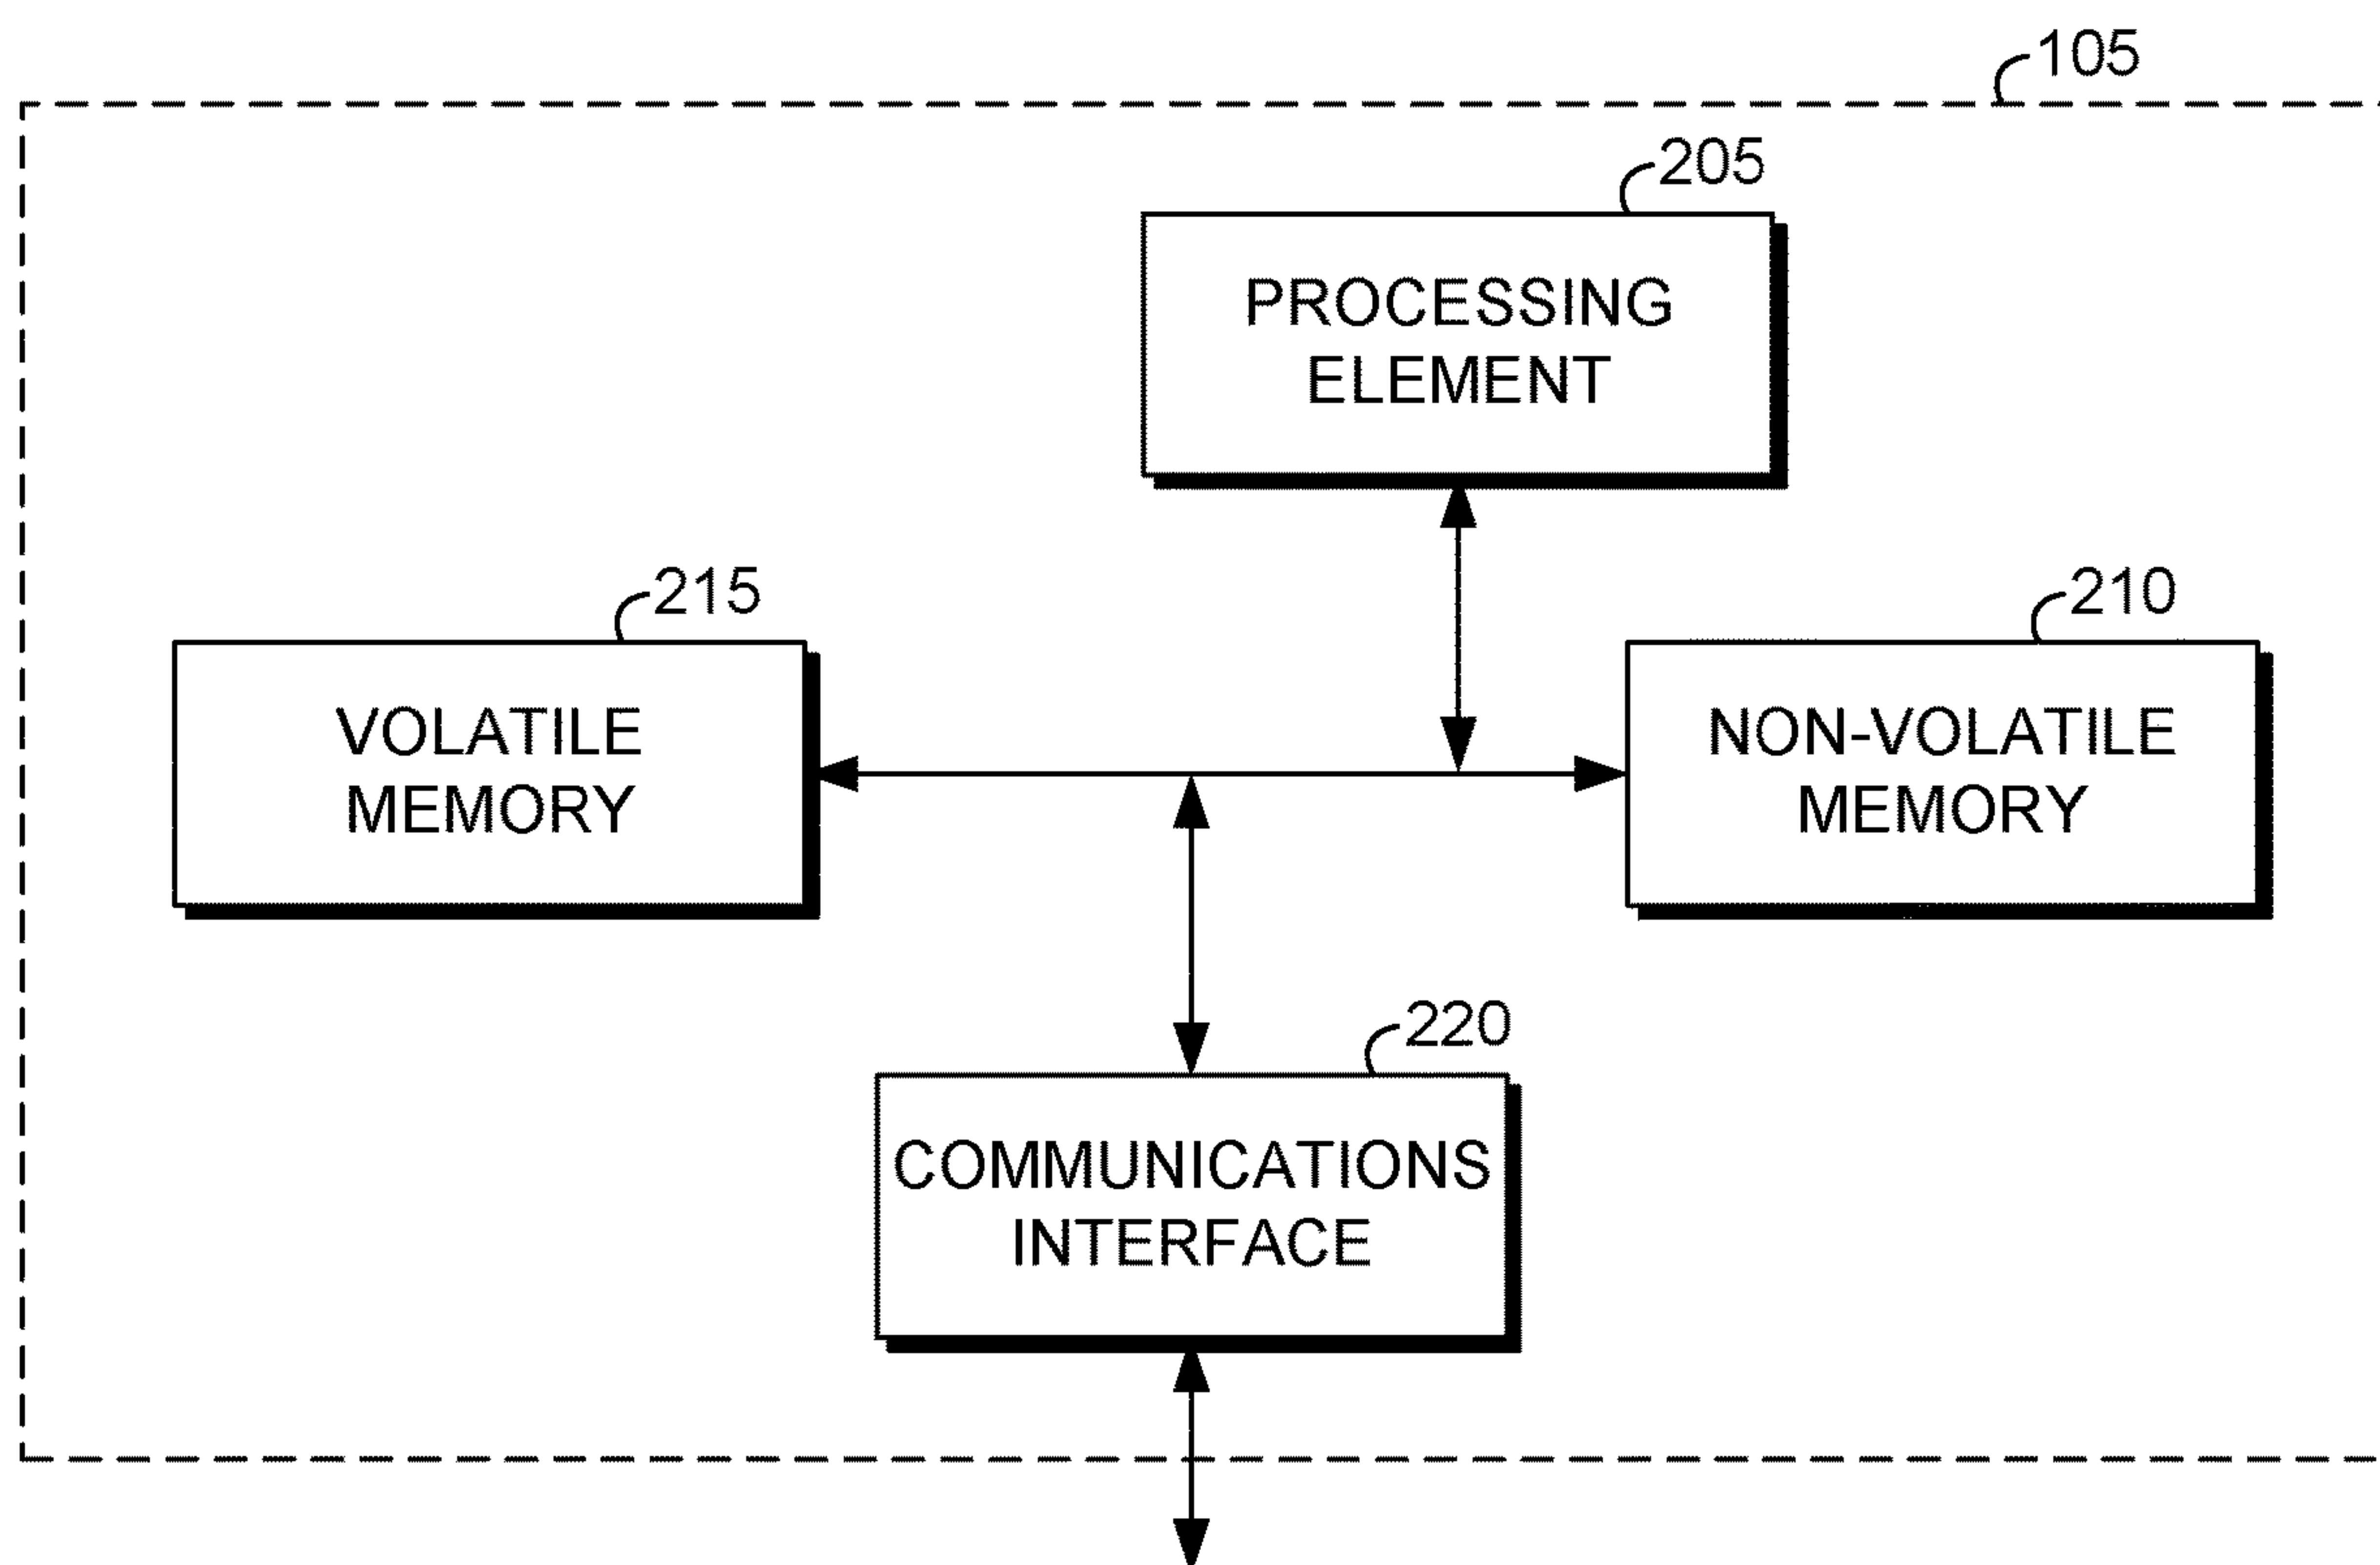 105
205
PROCESSING
ELEMENT
215
VOLATILE
MEMORY
210
NON-VOLATILE
MEMORY
220
COMMUNICATIONS
INTERFACE